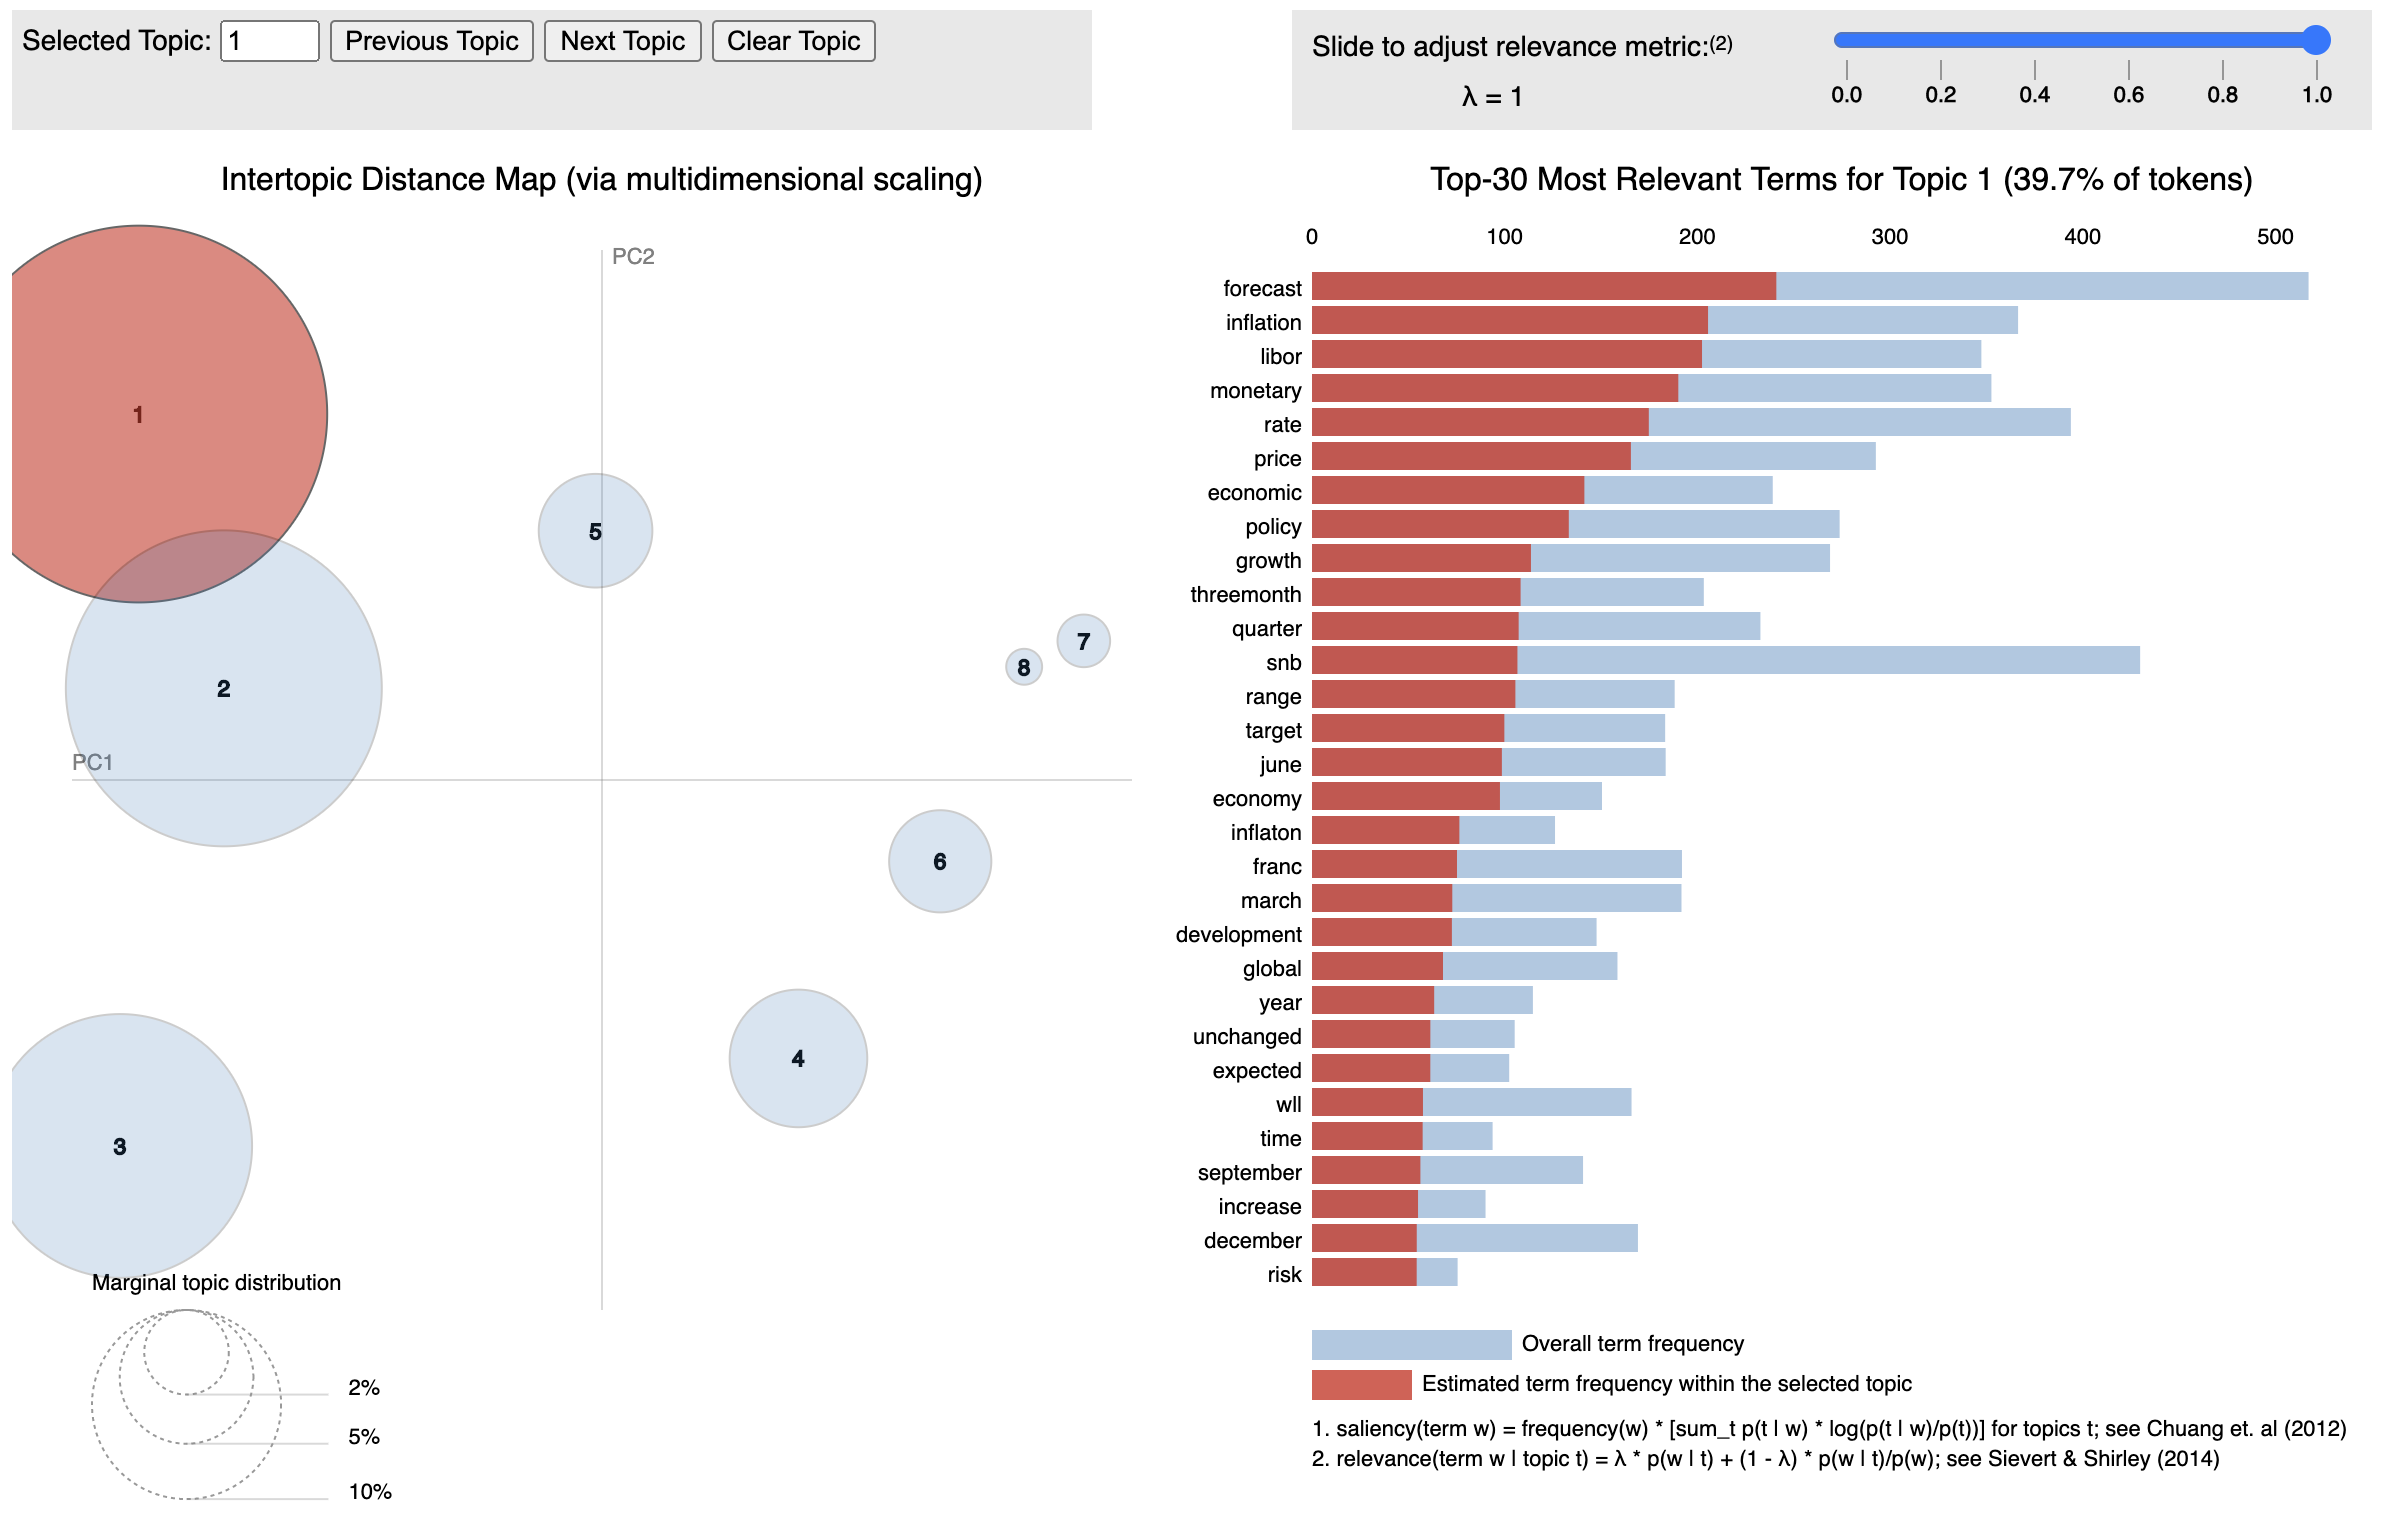 Selected Topic: 1 Previous Topic Next Topic Clear Topic
Slide to adjust relevance metric:(2)
λ = 1
0.0 0.2 0.4 0.6 0.8 1.0
Intertopic Distance Map (via multidimensional scaling)
PC2
PC1
1
2
3
4
5
6
7
8
Marginal topic distribution
2%
5%
10%
Top-30 Most Relevant Terms for Topic 1 (39.7% of tokens)
0 100 200 300 400 500
forecast
inflation
libor
monetary
rate
price
economic
policy
growth
threemonth
quarter
snb
range
target
june
economy
inflaton
franc
march
development
global
year
unchanged
expected
wll
time
september
increase
december
risk
Overall term frequency
Estimated term frequency within the selected topic
1. saliency(term w) = frequency(w) * [sum_t p(t | w) * log(p(t | w)/p(t))] for topics t; see Chuang et. al (2012)
2. relevance(term w | topic t) = λ * p(w | t) + (1 - λ) * p(w | t)/p(w); see Sievert & Shirley (2014)